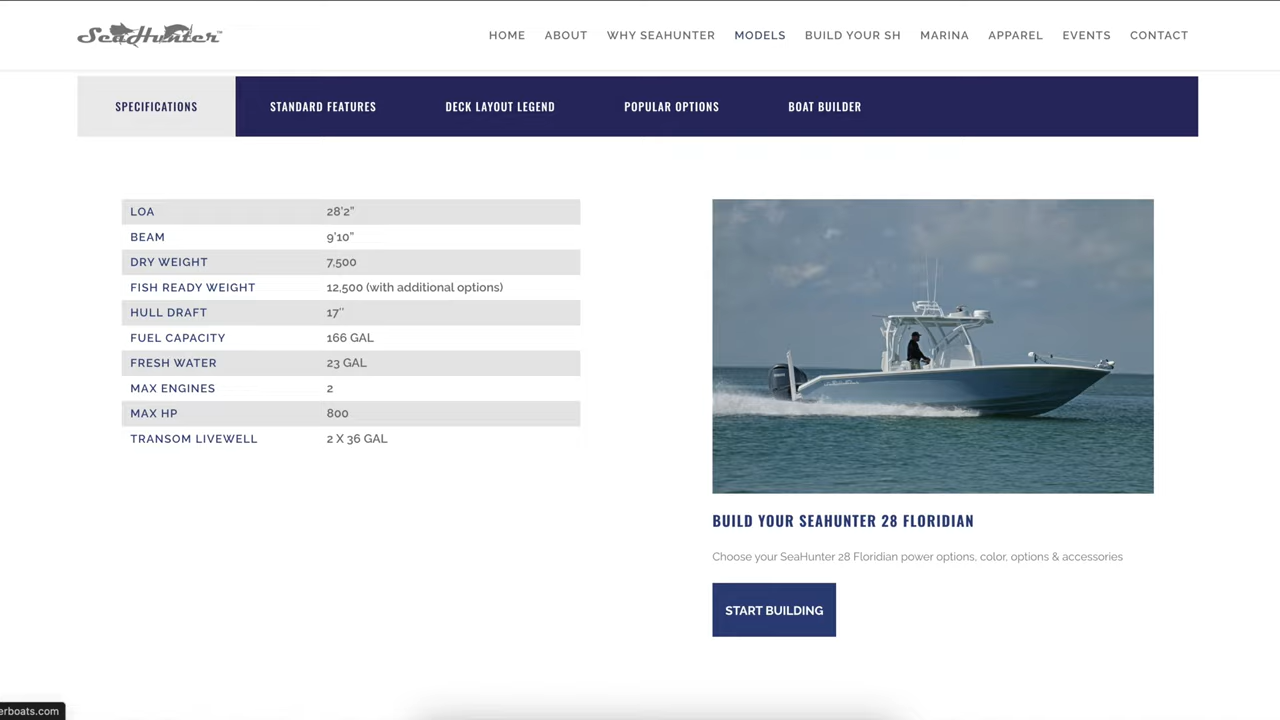 SeaHunter™
HOME ABOUT WHY SEAHUNTER MODELS BUILD YOUR SH MARINA APPAREL EVENTS CONTACT
SPECIFICATIONS STANDARD FEATURES DECK LAYOUT LEGEND POPULAR OPTIONS BOAT BUILDER
LOA 28'2"
BEAM 9'10"
DRY WEIGHT 7,500
FISH READY WEIGHT 12,500 (with additional options)
HULL DRAFT 17''
FUEL CAPACITY 166 GAL
FRESH WATER 23 GAL
MAX ENGINES 2
MAX HP 800
TRANSOM LIVEWELL 2 X 36 GAL
BUILD YOUR SEAHUNTER 28 FLORIDIAN
Choose your SeaHunter 28 Floridian power options, color, options & accessories
START BUILDING
erboats.com